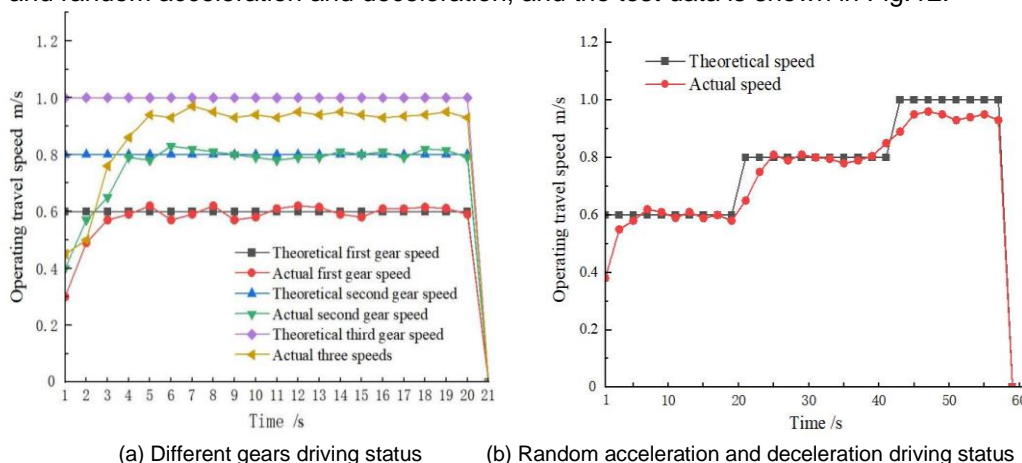 and random acceleration and deceleration, and the test data is shown in Fig.12.
1.2
1.0
0.8
0.6
0.4
0.2
0
Operating travel speed m/s
Theoretical first gear speed
Actual first gear speed
Theoretical second gear speed
Actual second gear speed
Theoretical third gear speed
Actual three speeds
1 2 3 4 5 6 7 8 9 10 11 12 13 14 15 16 17 18 19 20 21
Time /s
(a) Different gears driving status
1.2
1.0
0.8
0.6
0.4
0.2
0
Operating travel speed m/s
Theoretical speed
Actual speed
1 10 20 30 40 50 60
Time /s
(b) Random acceleration and deceleration driving status